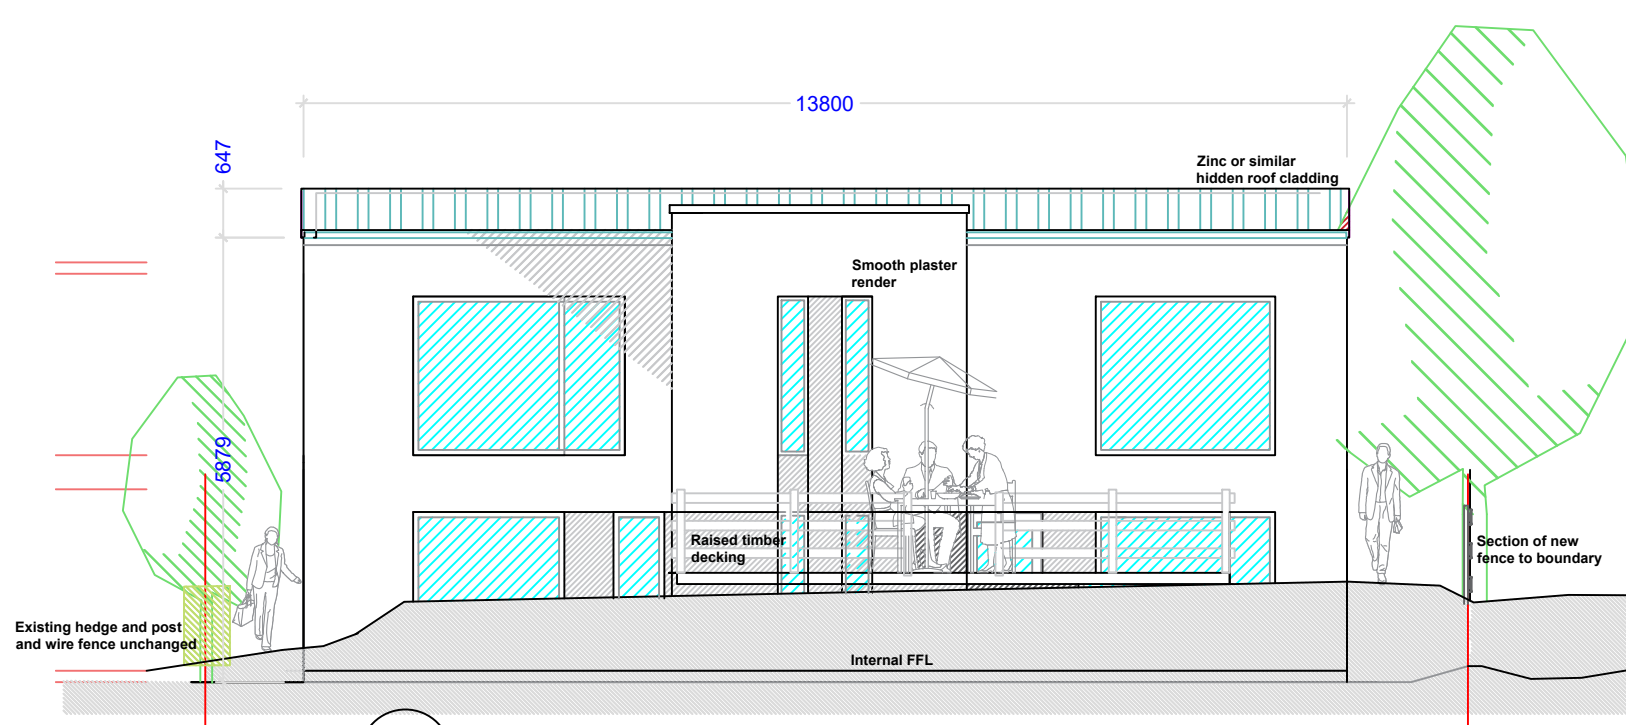 13800
647
Zinc or similar
hidden roof cladding
Smooth plaster
render
5879
Raised timber
decking
Section of new
fence to boundary
Existing hedge and post
and wire fence unchanged
Internal FFL